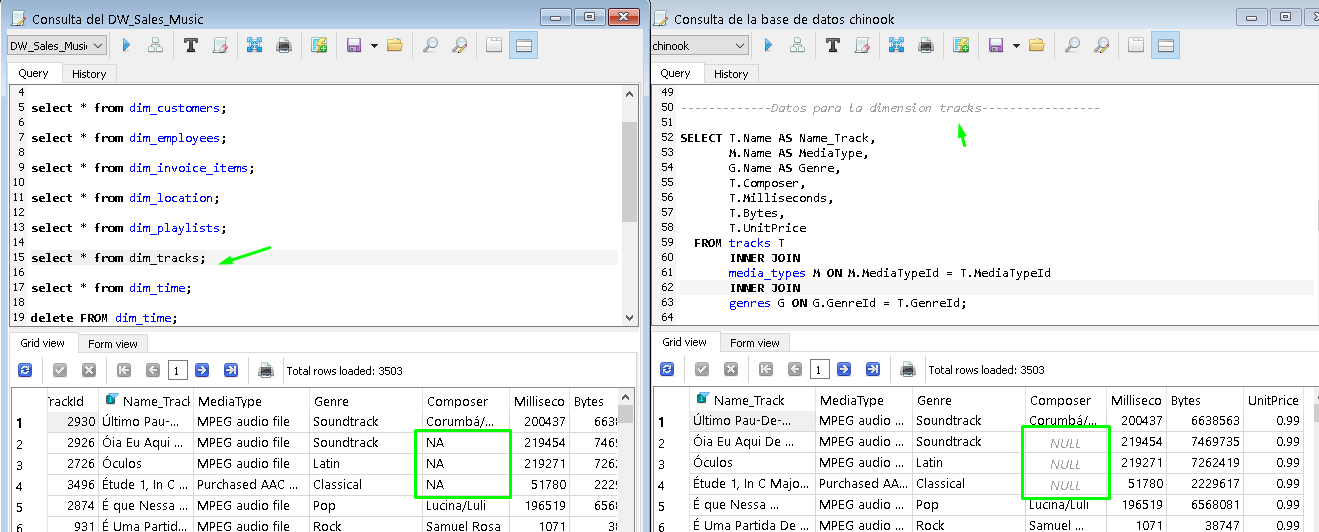 Consulta del DW_Sales_Music
DW_Sales_Musi
Query
History
4
5 select * from dim_customers;
6
7 select * from dim_employees;
8
9 select * from dim_invoice_items;
10
11 select * from dim_location;
12
13 select * from dim_playlists;
14
15 select * from dim_tracks;
16
17 select * from dim_time;
18
19 delete FROM dim_time;
Grid view
Form view
1
Total rows loaded: 3503
TrackId Name_Track MediaType Genre Composer Milliseco Bytes
1 2930 Último Pau-D... MPEG audio file Soundtrack Corumbá/... 200437 6638
2 2926 Óia Eu Aqui ... MPEG audio file Soundtrack NA 219454 7469
3 2726 Óculos MPEG audio file Latin NA 219271 7262
4 3496 Étude 1, In C ... Purchased AAC ... Classical NA 51780 2229
5 2874 É que Nessa ... MPEG audio file Pop Lucina/Luli 196519 656
6 931 É Uma Partid... MPEG audio file Rock Samuel Rosa 1071 38
Consulta de la base de datos chinook
chinook
Query
History
49
50 -------------Datos para la dimension tracks-----------------
51
52 SELECT T.Name AS Name_Track,
53 M.Name AS MediaType,
54 G.Name AS Genre,
55 T.Composer,
56 T.Milliseconds,
57 T.Bytes,
58 T.UnitPrice
59 FROM tracks T
60 INNER JOIN
61 media_types M ON M.MediaTypeId = T.MediaTypeId
62 INNER JOIN
63 genres G ON G.GenreId = T.GenreId;
64
Grid view
Form view
1
Total rows loaded: 3503
Name_Track MediaType Genre Composer Milliseco Bytes UnitPrice
1 Último Pau-De-... MPEG audio ... Soundtrack Corumbá/... 200437 6638563 0.99
2 Óia Eu Aqui De ... MPEG audio ... Soundtrack NULL 219454 7469735 0.99
3 Óculos MPEG audio ... Latin NULL 219271 7262419 0.99
4 Étude 1, In C Majo... Purchased AA... Classical NULL 51780 2229617 0.99
5 É que Nessa ... MPEG audio ... Pop Lucina/Luli 196519 6568081 0.99
6 É Uma Partida De ... MPEG audio ... Rock Samuel ... 1071 38747 0.99